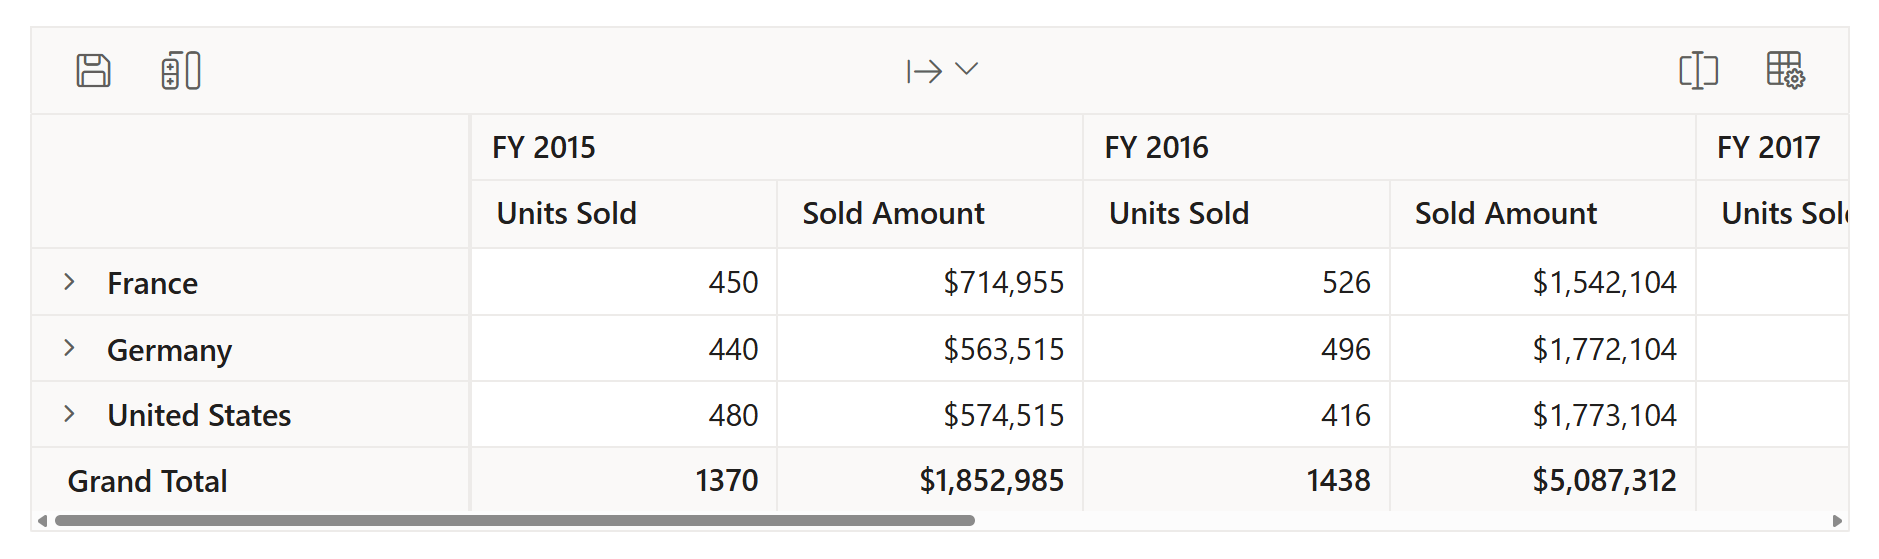 FY 2015 FY 2016 FY 2017
Units Sold Sold Amount Units Sold Sold Amount Units
France 450 $714,955 526 $1,542,104
Germany 440 $563,515 496 $1,772,104
United States 480 $574,515 416 $1,773,104
Grand Total 1370 $1,852,985 1438 $5,087,312